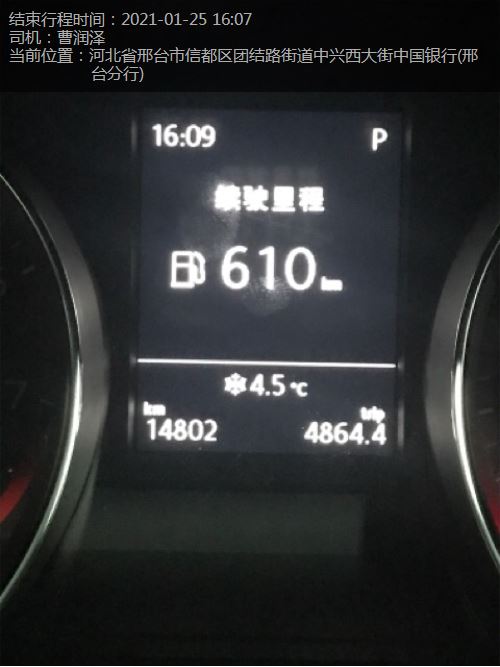 结束行程时间：2021-01-25 16:07
司机：曹润泽
当前位置：河北省邢台市信都区团结路街道中兴西大街中国银行(邢
台分行)
16:09 P
续驶里程
610 km
4.5 ℃
km trip
14802 4864.4